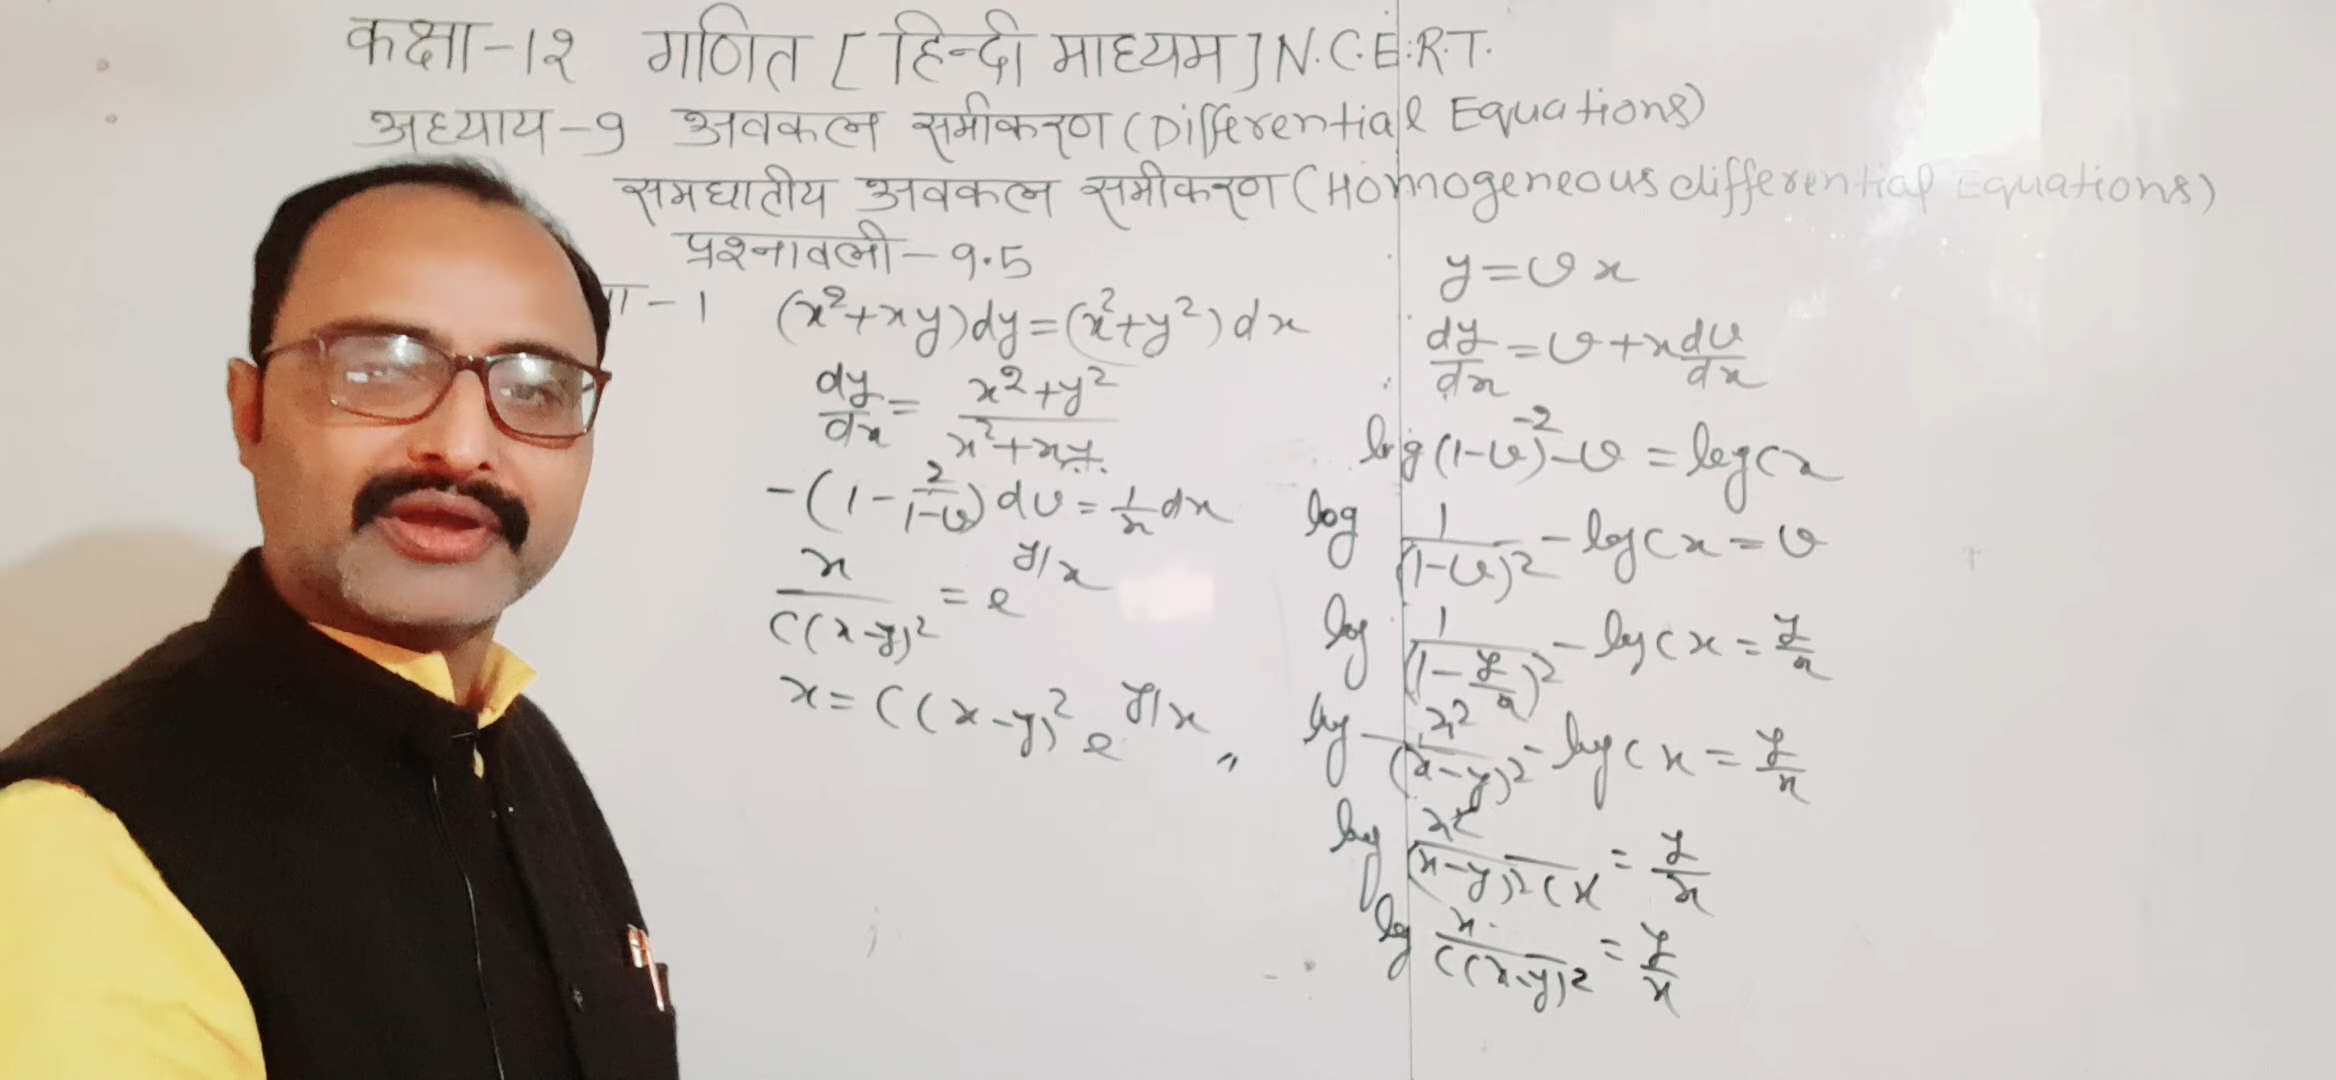 कक्षा-१२ गणित [हिन्दी माध्यम] N.C.E.R.T.
अध्याय-9 अवकल समीकरण (Differential Equations)
समघातीय अवकल समीकरण (Homogeneous differential Equations)
प्रश्नावली-9.5
-1 (x²+xy)dy=(x²+y²)dx
dy/dx = (x²+y²)/(x²+xy)
-(1-2/(1-v))dv = 1/x dx
x/(C(x-y)²) = e^(y/x)
x = C(x-y)² e^(y/x) "
y=vx
dy/dx = v+x dv/dx
log(1-v)^-2 - v = log Cx
log 1/(1-v)² - log Cx = v
log 1/(1-y/x)² - log Cx = y/x
log x²/(x-y)² - log Cx = y/x
log x²/((x-y)² Cx) = y/x
log x/(C(x-y)²) = y/x